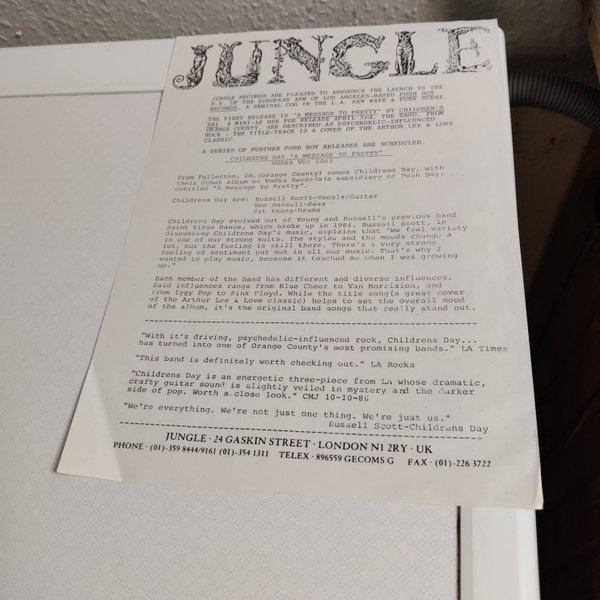 JUNGLE
JUNGLE RECORDS ARE PLEASED TO ANNOUNCE THE LAUNCH IN THE
U.K. OF THE EUROPEAN ARM OF LOS ANGELES-BASED POSH BOY
RECORDS, A SEMINAL COG IN THE L.A. NEW WAVE & PUNK SCENE.
THE FIRST RELEASE IS "A MESSAGE TO PRETTY" BY CHILDREN'S
DAY, A MINI-LP DUE FOR RELEASE APRIL 3rd. THE BAND, FROM
ORANGE COUNTY, ARE DESCRIBED AS PSYCHEDELIC-INFLUENCED
ROCK - THE TITLE-TRACK IS A COVER OF THE ARTHUR LEE & LOVE
CLASSIC.
A SERIES OF FURTHER POSH BOY RELEASES ARE SCHEDULED.
CHILDRENS DAY "A MESSAGE TO PRETTY"
VODKA VOS
From Fullerton, CA.(Orange County) comes Childrens Day, with
their debut album on Vodka Records(a subsidiary of Posh Boy)
entitled "A Message To Pretty".
Childrens Day are: Russell Scott-Vocals/Guitar
Ron Russell-Bass
Pat Young-Drums
Childrens Day evolved out of Young and Russell's previous band
Saint Vitus Dance, which broke up in 1984. Russell Scott, in
discussing Childrens Day's music, explains that "We feel variety
is one of our strong suits. The styles and the moods change a
lot, but the feeling is still there. There's a very strong
feeling of sentiment put out in all our music. That's why I
wanted to play music, because it touched me when I was growing
up."
Each member of the band has different and diverse influences.
Said influences range from Blue Cheer to Van Morrision, and
from Iggy Pop to Pink Floyd. While the title song(a great cover
of the Arthur Lee & Love classic) helps to set the overall mood
of the album, it's the original band songs that really stand out.
"With it's driving, psychedelic-influenced rock, Childrens Day...
has turned into one of Orange County's most promising bands." LA Times
"This band is definitely worth checking out." LA Rocks
"Childrens Day is an energetic three-piece from LA whose dramatic,
crafty guitar sound is slightly veiled in mystery and the darker
side of pop. Worth a close look." CMJ 10-10-86
"We're everything. We're not just one thing. We're just us."
Russell Scott-Childrens Day
JUNGLE · 24 GASKIN STREET · LONDON N1 2RY · UK
PHONE · (01)-359 8444/9161 (01)-354 1311 TELEX · 896559 GECOMS G FAX · (01)-226 3722